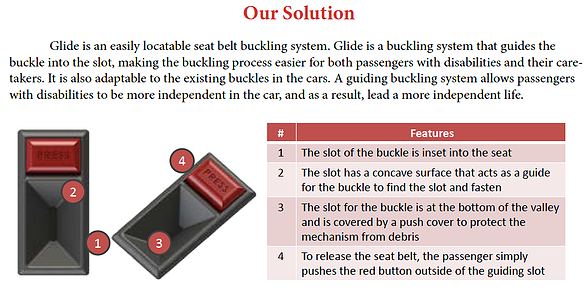 Our Solution
Glide is an easily locatable seat belt buckling system. Glide is a buckling system that guides the
buckle into the slot, making the buckling process easier for both passengers with disabilities and their care-
takers. It is also adaptable to the existing buckles in the cars. A guiding buckling system allows passengers
with disabilities to be more independent in the car, and as a result, lead a more independent life.
PRESS
2
1
4
PRESS
3
# Features
1 The slot of the buckle is inset into the seat
2 The slot has a concave surface that acts as a guide
for the buckle to find the slot and fasten
3 The slot for the buckle is at the bottom of the valley
and is covered by a push cover to protect the
mechanism from debris
4 To release the seat belt, the passenger simply
pushes the red button outside of the guiding slot